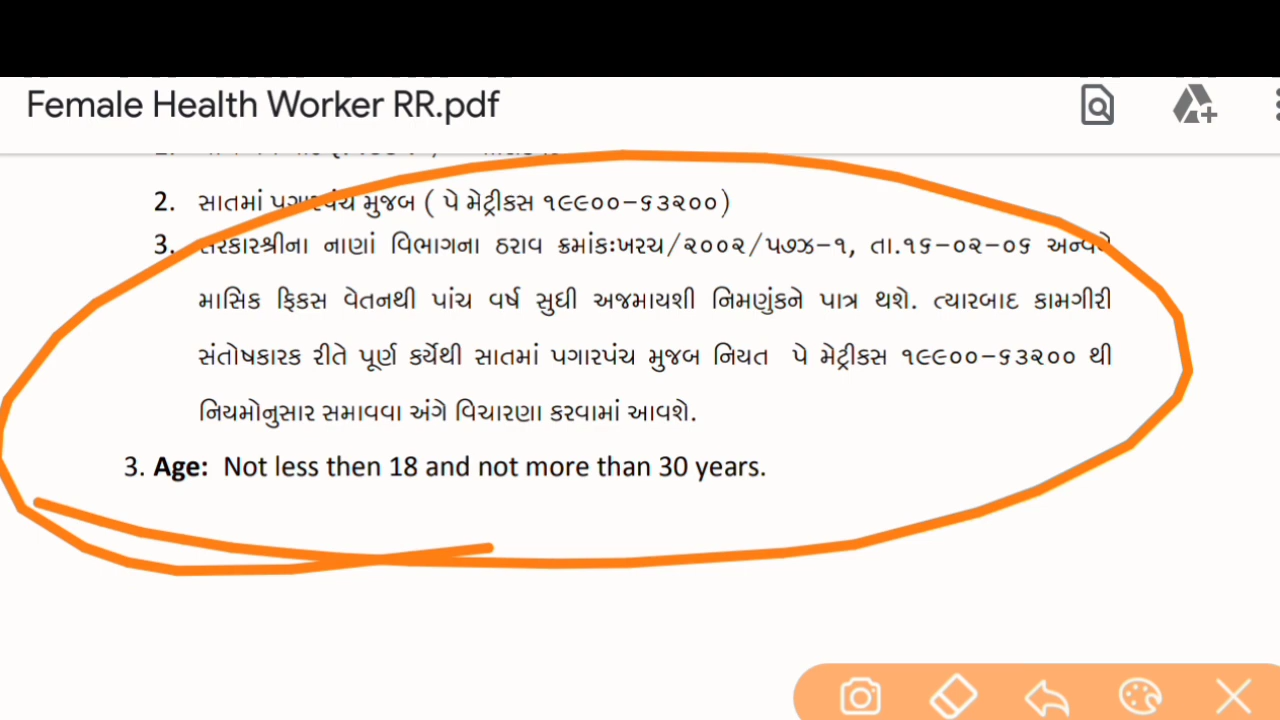 Female Health Worker RR.pdf
2. સાતમાં પગારપંચ મુજબ ( પે મેટ્રીકસ ૧૯૯૦૦–૬૩૨૦૦)
3. સરકારશ્રીના નાણાં વિભાગના ઠરાવ ક્રમાંકઃખરચ/૨૦૦૨/૫૭ઝ–૧, તા.૧૬–૦૨–૦૬ અન્વયે
માસિક ફિકસ વેતનથી પાંચ વર્ષ સુધી અજમાયશી નિમણુંકને પાત્ર થશે. ત્યારબાદ કામગીરી
સંતોષકારક રીતે પૂર્ણ કર્યેથી સાતમાં પગારપંચ મુજબ નિયત પે મેટ્રીકસ ૧૯૯૦૦–૬૩૨૦૦ થી
નિયમોનુસાર સમાવવા અંગે વિચારણા કરવામાં આવશે.
3. Age: Not less then 18 and not more than 30 years.